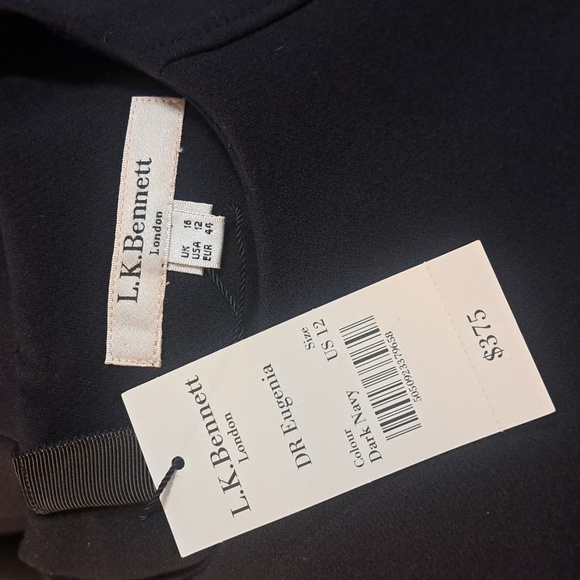 L.K.Bennett
London
UK 16
USA 12
EUR 44
L.K.Bennett
London
DR Eugenia
Colour Size
Dark Navy US 12
5050923379658
$375